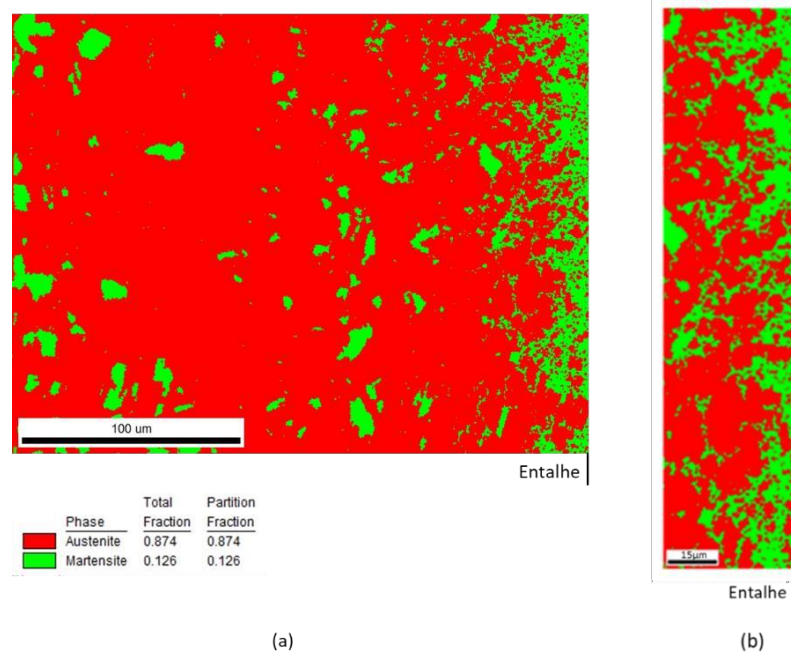 100 um
Entalhe
Total Partition
Phase Fraction Fraction
Austenite 0.874 0.874
Martensite 0.126 0.126
(a)
15µm
Entalhe
(b)